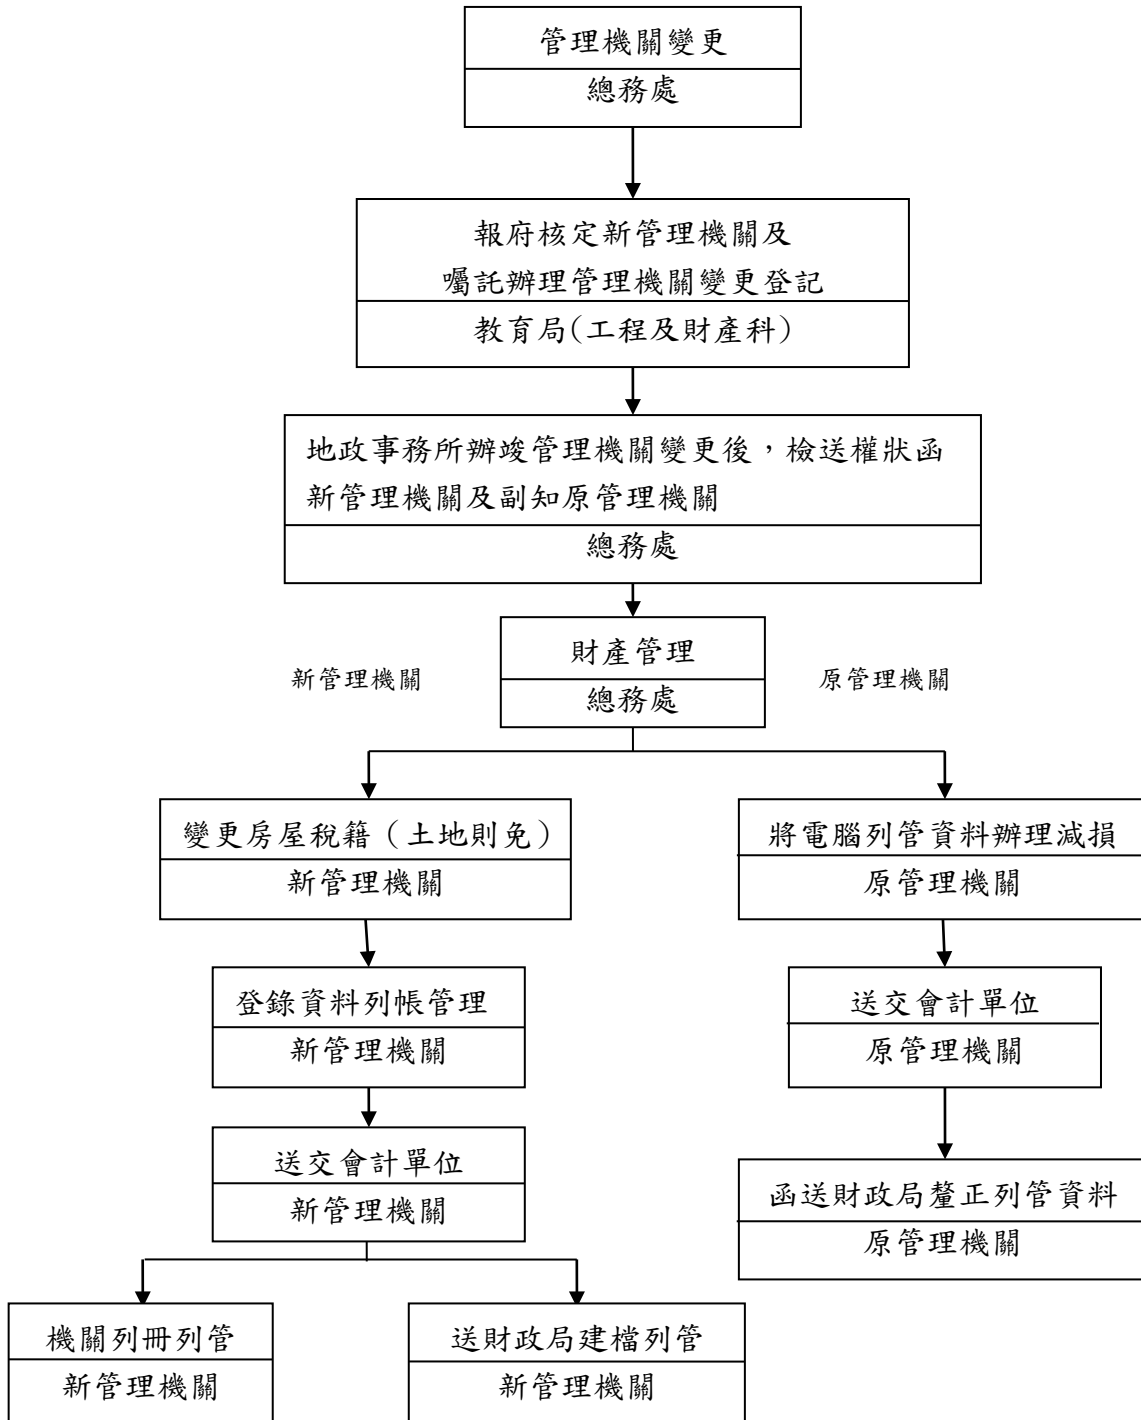 管理機關變更
總務處
報府核定新管理機關及
囑託辦理管理機關變更登記
教育局(工程及財產科)
地政事務所辦竣管理機關變更後，檢送權狀函
新管理機關及副知原管理機關
總務處
財產管理
總務處
新管理機關
原管理機關
變更房屋稅籍（土地則免）
新管理機關
登錄資料列帳管理
新管理機關
送交會計單位
新管理機關
機關列冊列管
新管理機關
送財政局建檔列管
新管理機關
將電腦列管資料辦理減損
原管理機關
送交會計單位
原管理機關
函送財政局釐正列管資料
原管理機關